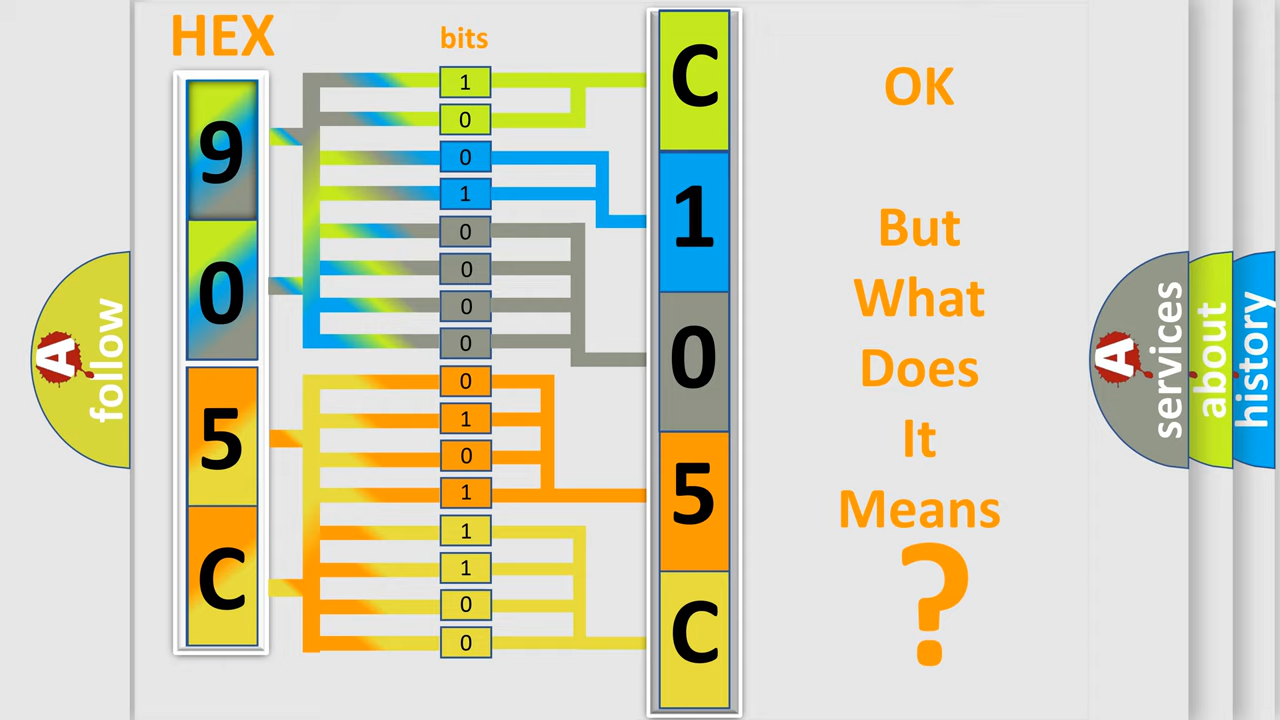 HEX
bits
9
0
5
C
1
0
0
1
0
0
0
0
0
1
0
1
1
1
0
0
C
1
0
5
C
OK
But
What
Does
It
Means
?
A
follow
A
services
about
history